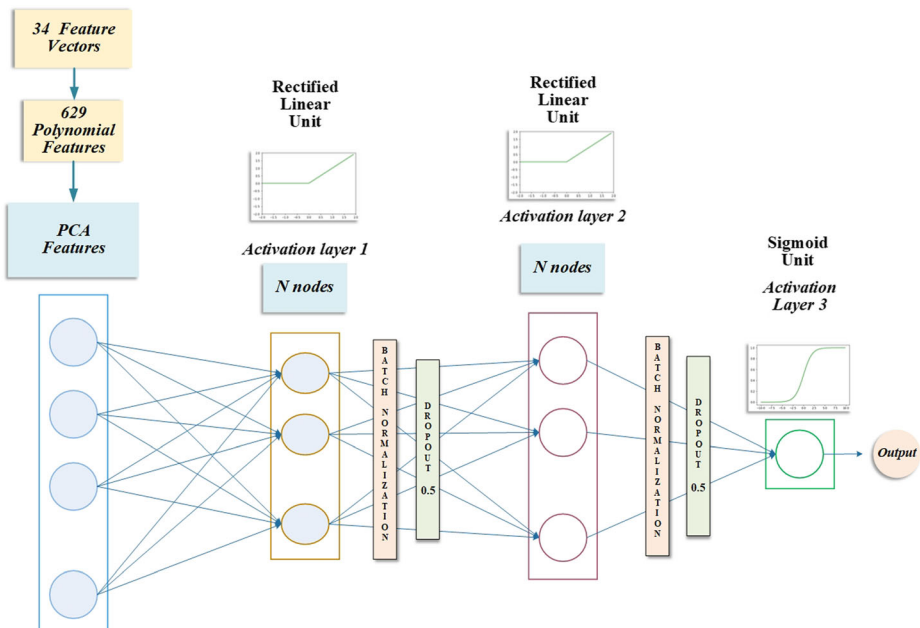 34 Feature
Vectors
629
Polynomial
Features
PCA
Features
Rectified
Linear
Unit
Activation layer 1
N nodes
BATCH NORMALIZATION
DROPOUT 0.5
Rectified
Linear
Unit
Activation layer 2
N nodes
BATCH NORMALIZATION
DROPOUT 0.5
Sigmoid
Unit
Activation
Layer 3
Output